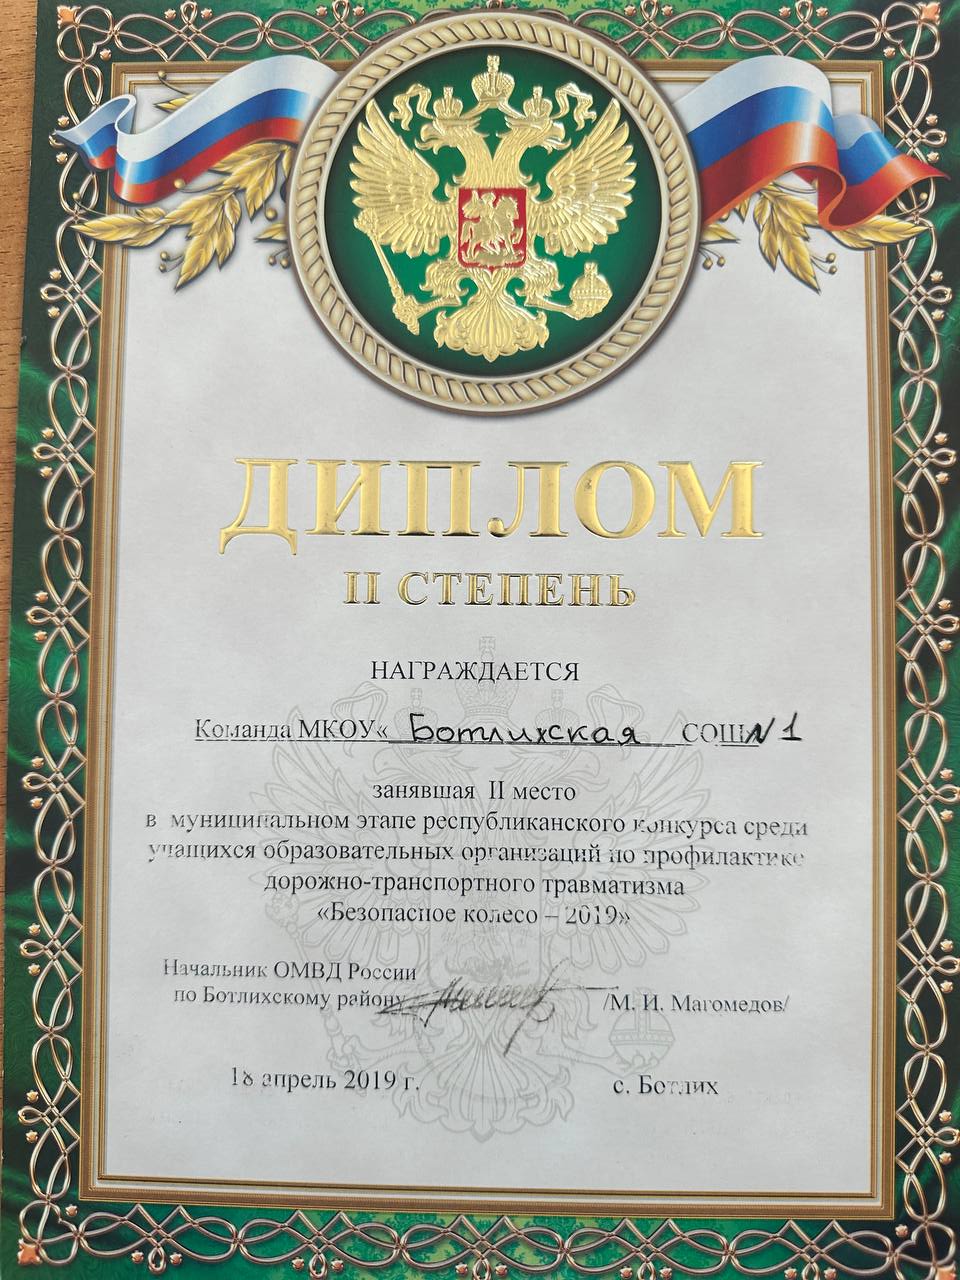 ДИПЛОМ
II СТЕПЕНЬ
НАГРАЖДАЕТСЯ
Команда МКОУ« Ботлихская СОШ№1
занявшая II место
в муниципальном этапе республиканского конкурса среди
учащихся образовательных организаций по профилактике
дорожно-транспортного травматизма
«Безопасное колесо – 2019»
Начальник ОМВД России
по Ботлихскому району /М. И. Магомедов/
18 апрель 2019 г. с. Ботлих